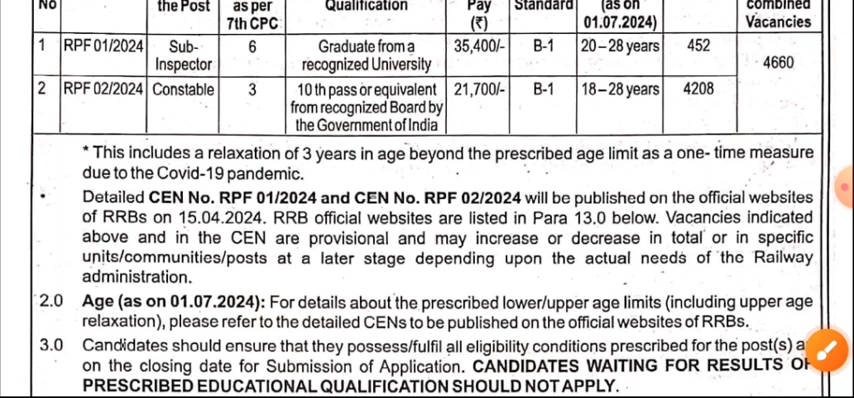 No the Post as per Qualification Pay Standard (as on combined
7th CPC (₹) 01.07.2024) Vacancies
1 RPF 01/2024 Sub- 6 Graduate from a 35,400/- B-1 20–28 years 452
Inspector recognized University 4660
2 RPF 02/2024 Constable 3 10th pass or equivalent 21,700/- B-1 18–28 years 4208
from recognized Board by
the Government of India
* This includes a relaxation of 3 years in age beyond the prescribed age limit as a one- time measure
due to the Covid-19 pandemic.
• Detailed CEN No. RPF 01/2024 and CEN No. RPF 02/2024 will be published on the official websites
of RRBs on 15.04.2024. RRB official websites are listed in Para 13.0 below. Vacancies indicated
above and in the CEN are provisional and may increase or decrease in total or in specific
units/communities/posts at a later stage depending upon the actual needs of the Railway
administration.
2.0 Age (as on 01.07.2024): For details about the prescribed lower/upper age limits (including upper age
relaxation), please refer to the detailed CENs to be published on the official websites of RRBs.
3.0 Candidates should ensure that they possess/fulfil all eligibility conditions prescribed for the post(s) a
on the closing date for Submission of Application. CANDIDATES WAITING FOR RESULTS OF
PRESCRIBED EDUCATIONAL QUALIFICATION SHOULD NOT APPLY.